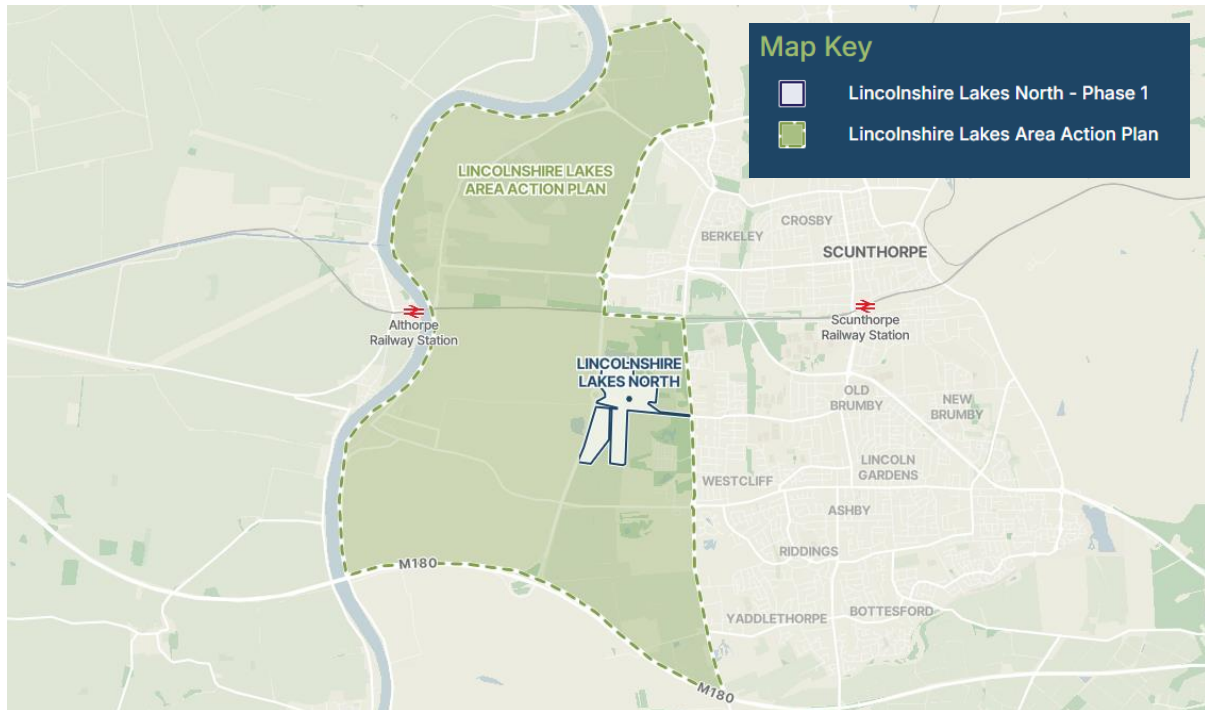 Map Key
Lincolnshire Lakes North - Phase 1
Lincolnshire Lakes Area Action Plan
LINCOLNSHIRE LAKES
AREA ACTION PLAN
CROSBY
BERKELEY
SCUNTHORPE
Althorpe
Railway Station
Scunthorpe
Railway Station
LINCOLNSHIRE
LAKES NORTH
OLD
BRUMBY
NEW
BRUMBY
LINCOLN
GARDENS
WESTCLIFF
ASHBY
RIDDINGS
M180
YADDLETHORPE
BOTTESFORD
M180